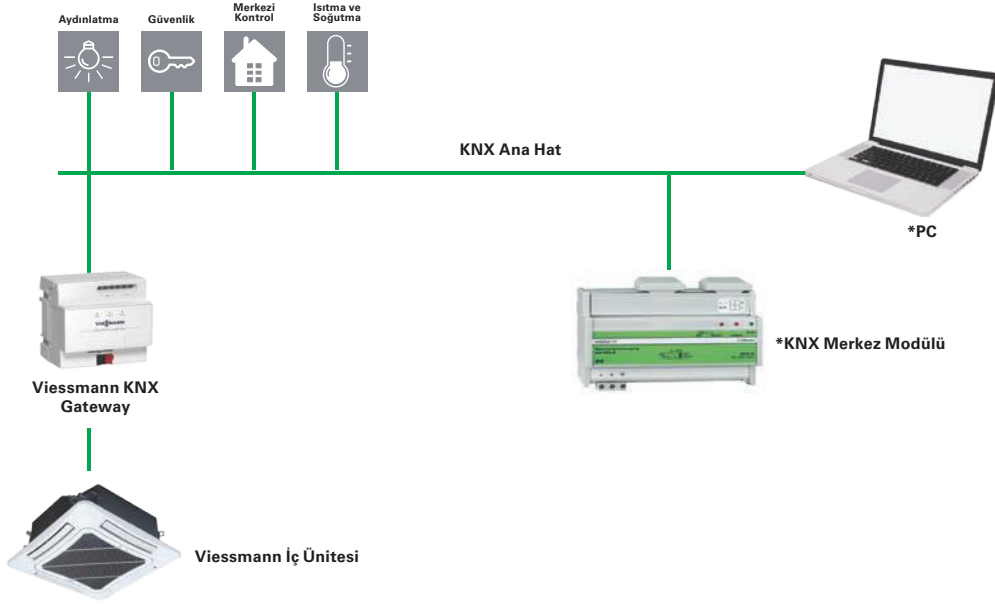 Aydınlatma
Güvenlik
Merkezi
Kontrol
Isıtma ve
Soğutma
KNX Ana Hat
*PC
VIESMANN
*KNX Merkez Modülü
Viessmann KNX
Gateway
Viessmann İç Ünitesi